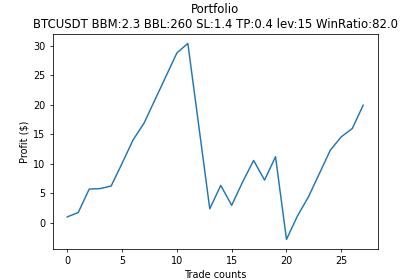 Portfolio
BTCUSDT BBM:2.3 BBL:260 SL:1.4 TP:0.4 lev:15 WinRatio:82.0
30
25
20
15
10
5
0
Profit ($)
0 5 10 15 20 25
Trade counts